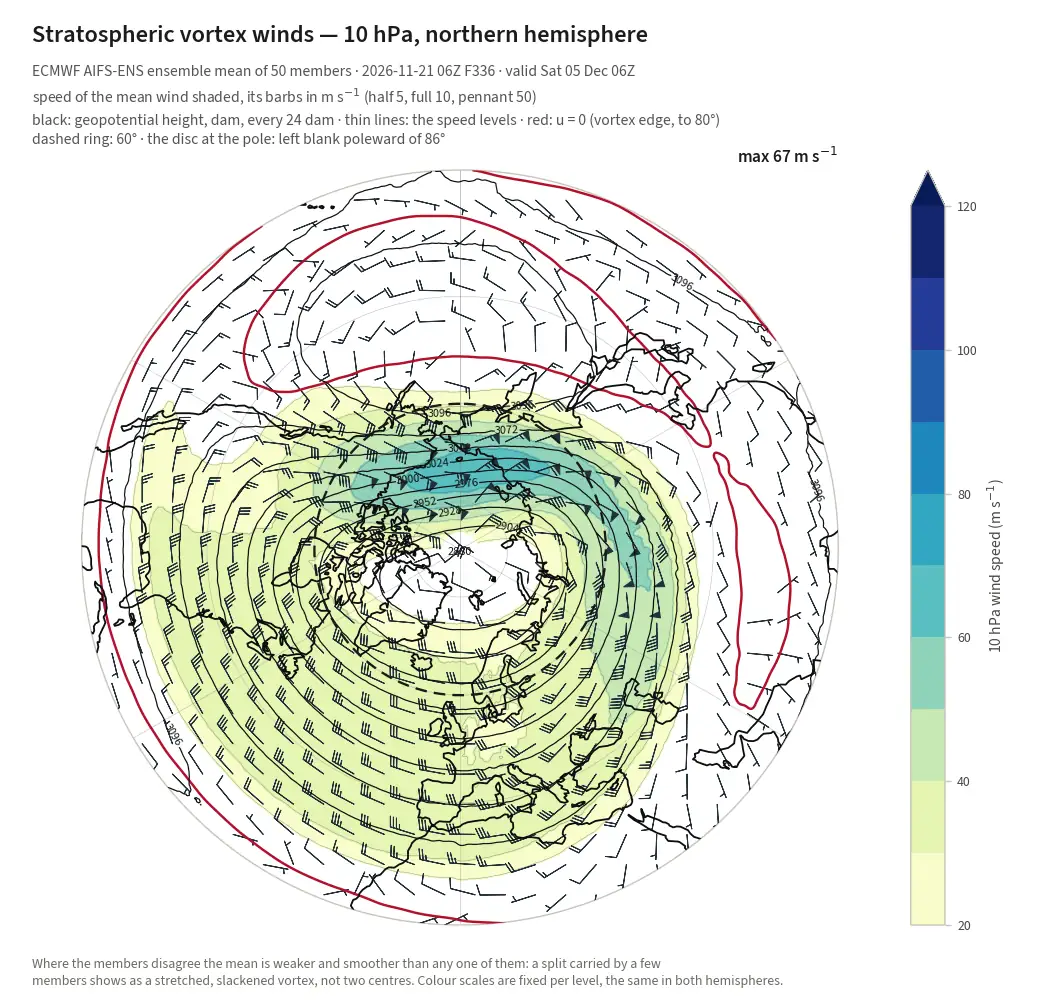 Stratospheric vortex winds — 10 hPa, northern hemisphere
ECMWF AIFS-ENS ensemble mean of 50 members · 2026-11-21 06Z F336 · valid Sat 05 Dec 06Z
speed of the mean wind shaded, its barbs in m s⁻¹ (half 5, full 10, pennant 50)
black: geopotential height, dam, every 24 dam · thin lines: the speed levels · red: u = 0 (vortex edge, to 80°)
dashed ring: 60° · the disc at the pole: left blank poleward of 86°
max 67 m s⁻¹
120
100
80
60
40
20
10 hPa wind speed (m s⁻¹)
3096
3096
3072
3024
3000
2976
2952
2928
2904
2880
3096
3096
Where the members disagree the mean is weaker and smoother than any one of them: a split carried by a few
members shows as a stretched, slackened vortex, not two centres. Colour scales are fixed per level, the same in both hemispheres.